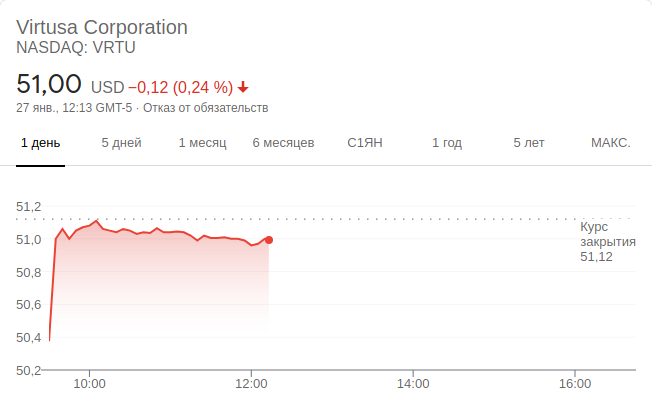 Virtusa Corporation
NASDAQ: VRTU
51,00 USD −0,12 (0,24 %)
27 янв., 12:13 GMT-5 · Отказ от обязательств
1 день 5 дней 1 месяц 6 месяцев С1ЯН 1 год 5 лет МАКС.
51,2
Курс
закрытия
51,12
51,0
50,8
50,6
50,4
50,2
10:00 12:00 14:00 16:00